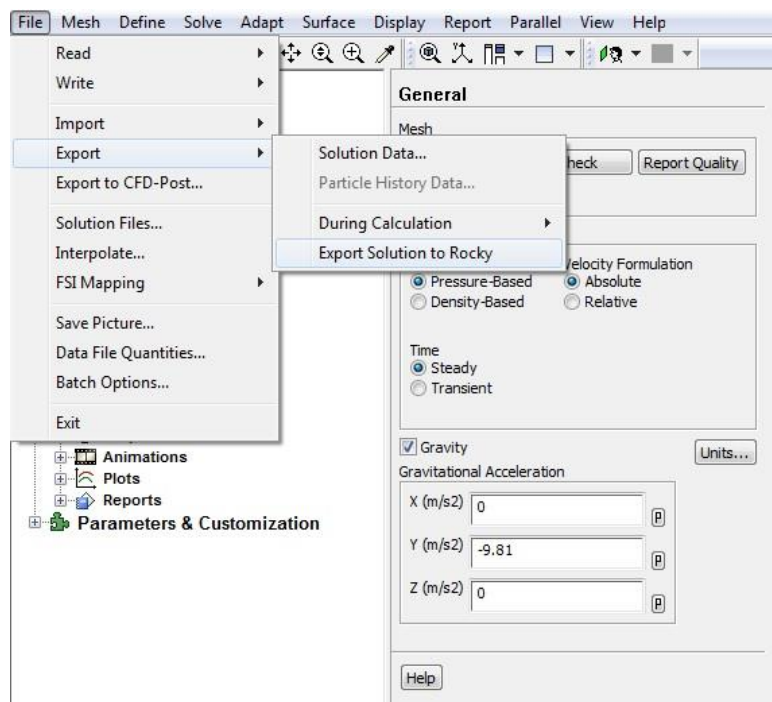 File Mesh Define Solve Adapt Surface Display Report Parallel View Help
Read
Write
Import
Export
Export to CFD-Post...
Solution Files...
Interpolate...
FSI Mapping
Save Picture...
Data File Quantities...
Batch Options...
Exit
Solution Data...
Particle History Data...
During Calculation
Export Solution to Rocky
Animations
Plots
Reports
Parameters & Customization
General
Mesh
Report Quality
Formulation
Pressure-Based Absolute
Density-Based Relative
Time
Steady
Transient
Gravity Units...
Gravitational Acceleration
X (m/s2) 0 P
Y (m/s2) -9.81 P
Z (m/s2) 0 P
Help